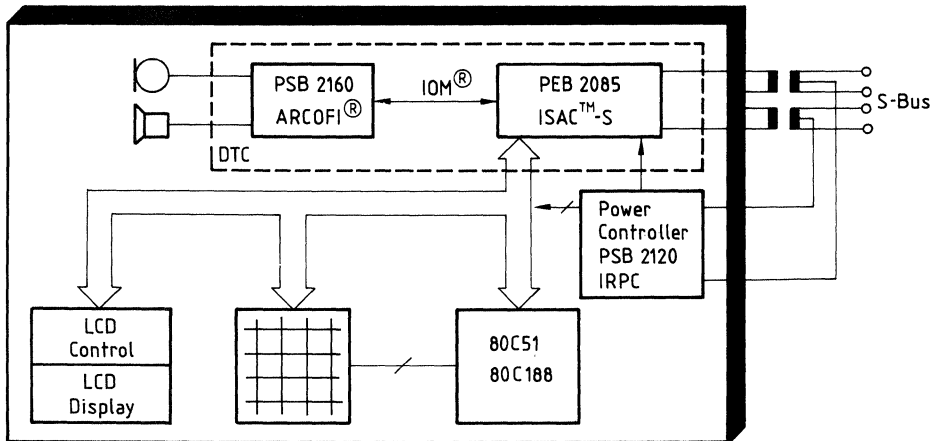 PSB 2160
ARCOFI®
IOM®
PEB 2085
ISAC™-S
DTC
S-Bus
Power
Controller
PSB 2120
IRPC
LCD
Control
LCD
Display
80C51
80C188